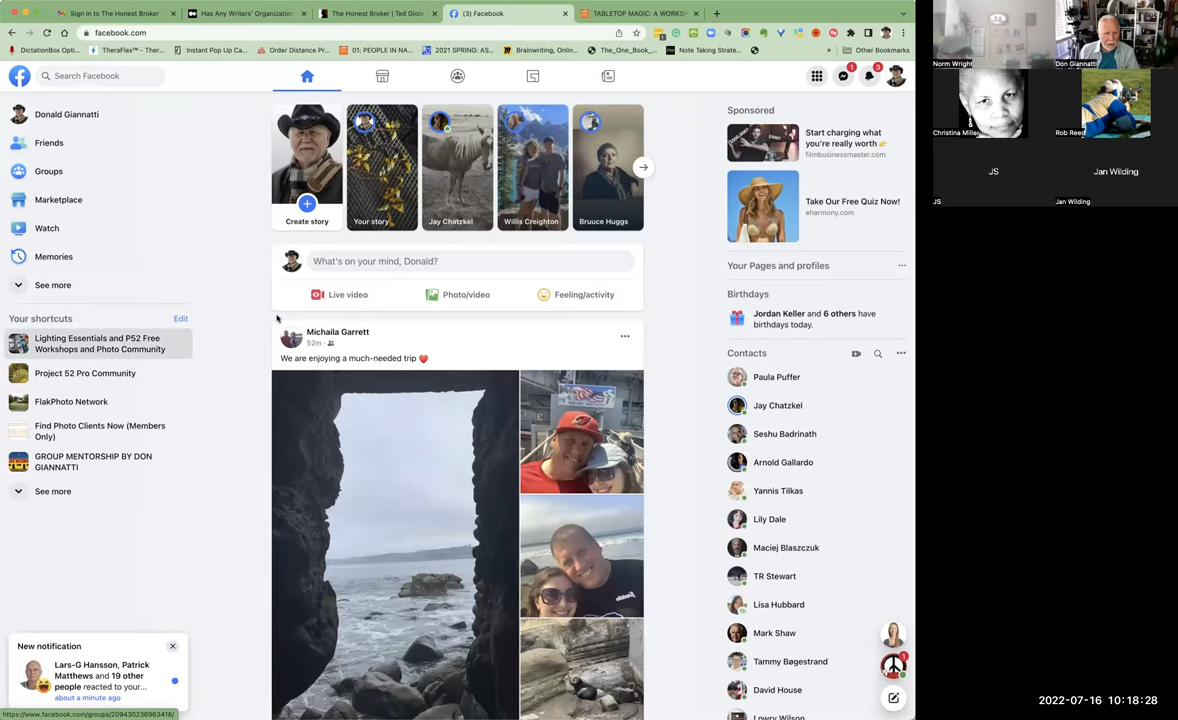 Sign in to The Honest Broker
Has Any Writers' Organization
The Honest Broker | Ted Gioia
(3) Facebook
TABLETOP MAGIC: A WORKSH
facebook.com
DictationBox Opti...
TheraFlex™ - Ther...
Instant Pop Up Ca...
Order Distance Pr...
01: PEOPLE IN NA...
2021 SPRING: AS...
Brainwriting, Onlin...
The_One_Book_...
Note Taking Strate...
»
Other Bookmarks
Search Facebook
1
3
Donald Giannatti
Friends
Groups
Marketplace
Watch
Memories
See more
Your shortcuts
Edit
Lighting Essentials and P52 Free
Workshops and Photo Community
Project 52 Pro Community
FlakPhoto Network
Find Photo Clients Now (Members
Only)
GROUP MENTORSHIP BY DON
GIANNATTI
See more
New notification
Lars-G Hansson, Patrick
Matthews and 19 other
people reacted to your...
about a minute ago
https://www.facebook.com/groups/209430236963418/
Create story
Your story
Jay Chatzkel
Willis Creighton
Bruuce Huggs
What's on your mind, Donald?
Live video
Photo/video
Feeling/activity
Michaila Garrett
52m ·
We are enjoying a much-needed trip ❤️
Sponsored
Start charging what
you're really worth 👉
filmbusinessmaster.com
Take Our Free Quiz Now!
eharmony.com
Your Pages and profiles
Birthdays
Jordan Keller and 6 others have
birthdays today.
Contacts
Paula Puffer
Jay Chatzkel
Seshu Badrinath
Arnold Gallardo
Yannis Tilkas
Lily Dale
Maciej Blaszczuk
TR Stewart
Lisa Hubbard
Mark Shaw
Tammy Bøgestrand
David House
Lowry Wilson
1
Norm Wright
Don Giannatti
Christina Miller
Rob Reed
JS
Jan Wilding
JS
Jan Wilding
2022-07-16 10:18:28